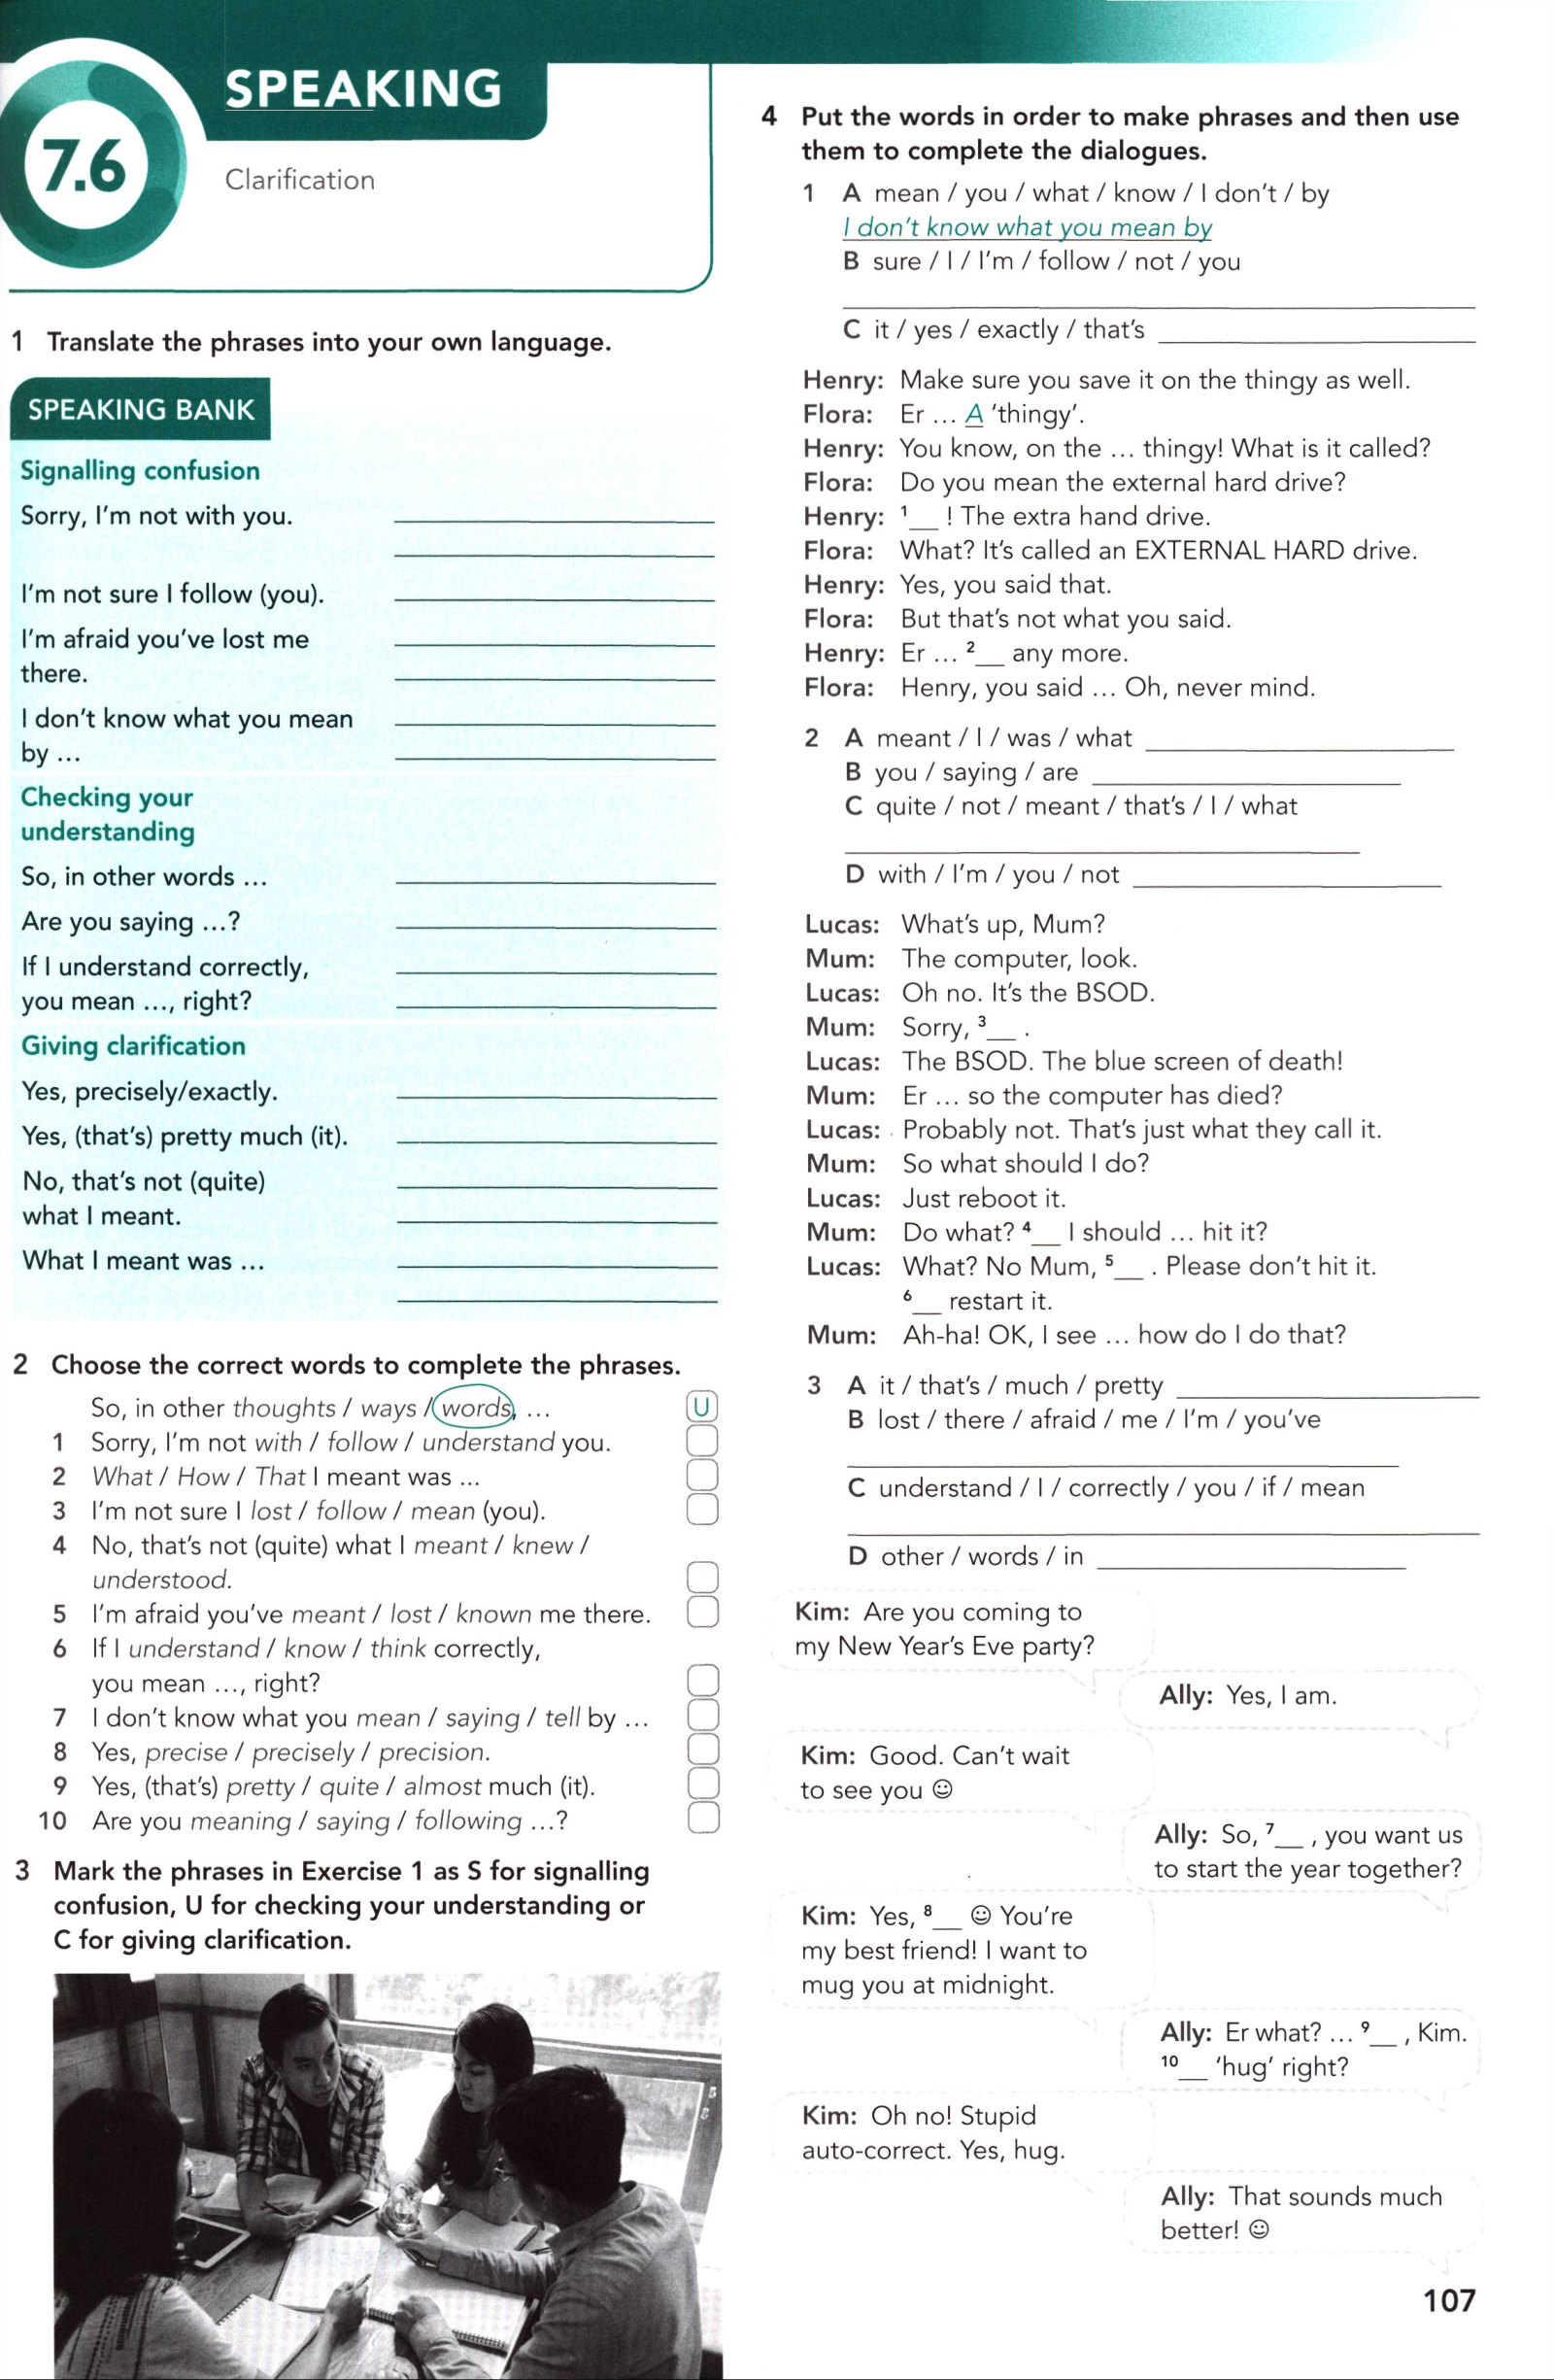 SPEAKING
7.6
Clarification
1 Translate the phrases into your own language.
SPEAKING BANK
Signalling confusion
Sorry, I'm not with you.
I'm not sure I follow (you).
I'm afraid you've lost me
there.
I don't know what you mean
by ...
Checking your
understanding
So, in other words ...
Are you saying ...?
If I understand correctly,
you mean ..., right?
Giving clarification
Yes, precisely/exactly.
Yes, (that's) pretty much (it).
No, that's not (quite)
what I meant.
What I meant was ...
2 Choose the correct words to complete the phrases.
So, in other thoughts / ways / words, ... U
1 Sorry, I'm not with / follow / understand you.
2 What / How / That I meant was ...
3 I'm not sure I lost / follow / mean (you).
4 No, that's not (quite) what I meant / knew /
understood.
5 I'm afraid you've meant / lost / known me there.
6 If I understand / know / think correctly,
you mean ..., right?
7 I don't know what you mean / saying / tell by ...
8 Yes, precise / precisely / precision.
9 Yes, (that's) pretty / quite / almost much (it).
10 Are you meaning / saying / following ...?
3 Mark the phrases in Exercise 1 as S for signalling
confusion, U for checking your understanding or
C for giving clarification.
4 Put the words in order to make phrases and then use
them to complete the dialogues.
1 A mean / you / what / know / I don't / by
I don't know what you mean by
B sure / I / I'm / follow / not / you
C it / yes / exactly / that's
Henry: Make sure you save it on the thingy as well.
Flora: Er ... A 'thingy'.
Henry: You know, on the ... thingy! What is it called?
Flora: Do you mean the external hard drive?
Henry: 1__ ! The extra hand drive.
Flora: What? It's called an EXTERNAL HARD drive.
Henry: Yes, you said that.
Flora: But that's not what you said.
Henry: Er ... 2__ any more.
Flora: Henry, you said ... Oh, never mind.
2 A meant / I / was / what
B you / saying / are
C quite / not / meant / that's / I / what
D with / I'm / you / not
Lucas: What's up, Mum?
Mum: The computer, look.
Lucas: Oh no. It's the BSOD.
Mum: Sorry, 3__ .
Lucas: The BSOD. The blue screen of death!
Mum: Er ... so the computer has died?
Lucas: Probably not. That's just what they call it.
Mum: So what should I do?
Lucas: Just reboot it.
Mum: Do what? 4__ I should ... hit it?
Lucas: What? No Mum, 5__ . Please don't hit it.
6__ restart it.
Mum: Ah-ha! OK, I see ... how do I do that?
3 A it / that's / much / pretty
B lost / there / afraid / me / I'm / you've
C understand / I / correctly / you / if / mean
D other / words / in
Kim: Are you coming to
my New Year's Eve party?
Ally: Yes, I am.
Kim: Good. Can't wait
to see you ☺
Ally: So, 7__ , you want us
to start the year together?
Kim: Yes, 8__ ☺ You're
my best friend! I want to
mug you at midnight.
Ally: Er what? ... 9__ , Kim.
10__ 'hug' right?
Kim: Oh no! Stupid
auto-correct. Yes, hug.
Ally: That sounds much
better! ☺
107